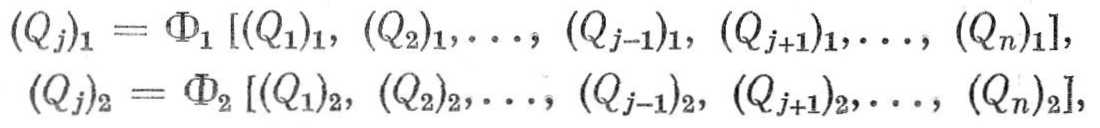 (Q_j)_1 = Φ_1 [(Q_1)_1, (Q_2)_1,..., (Q_{j−1})_1, (Q_{j+1})_1,..., (Q_n)_1],
(Q_j)_2 = Φ_2 [(Q_1)_2, (Q_2)_2,..., (Q_{j−1})_2, (Q_{j+1})_2,..., (Q_n)_2],